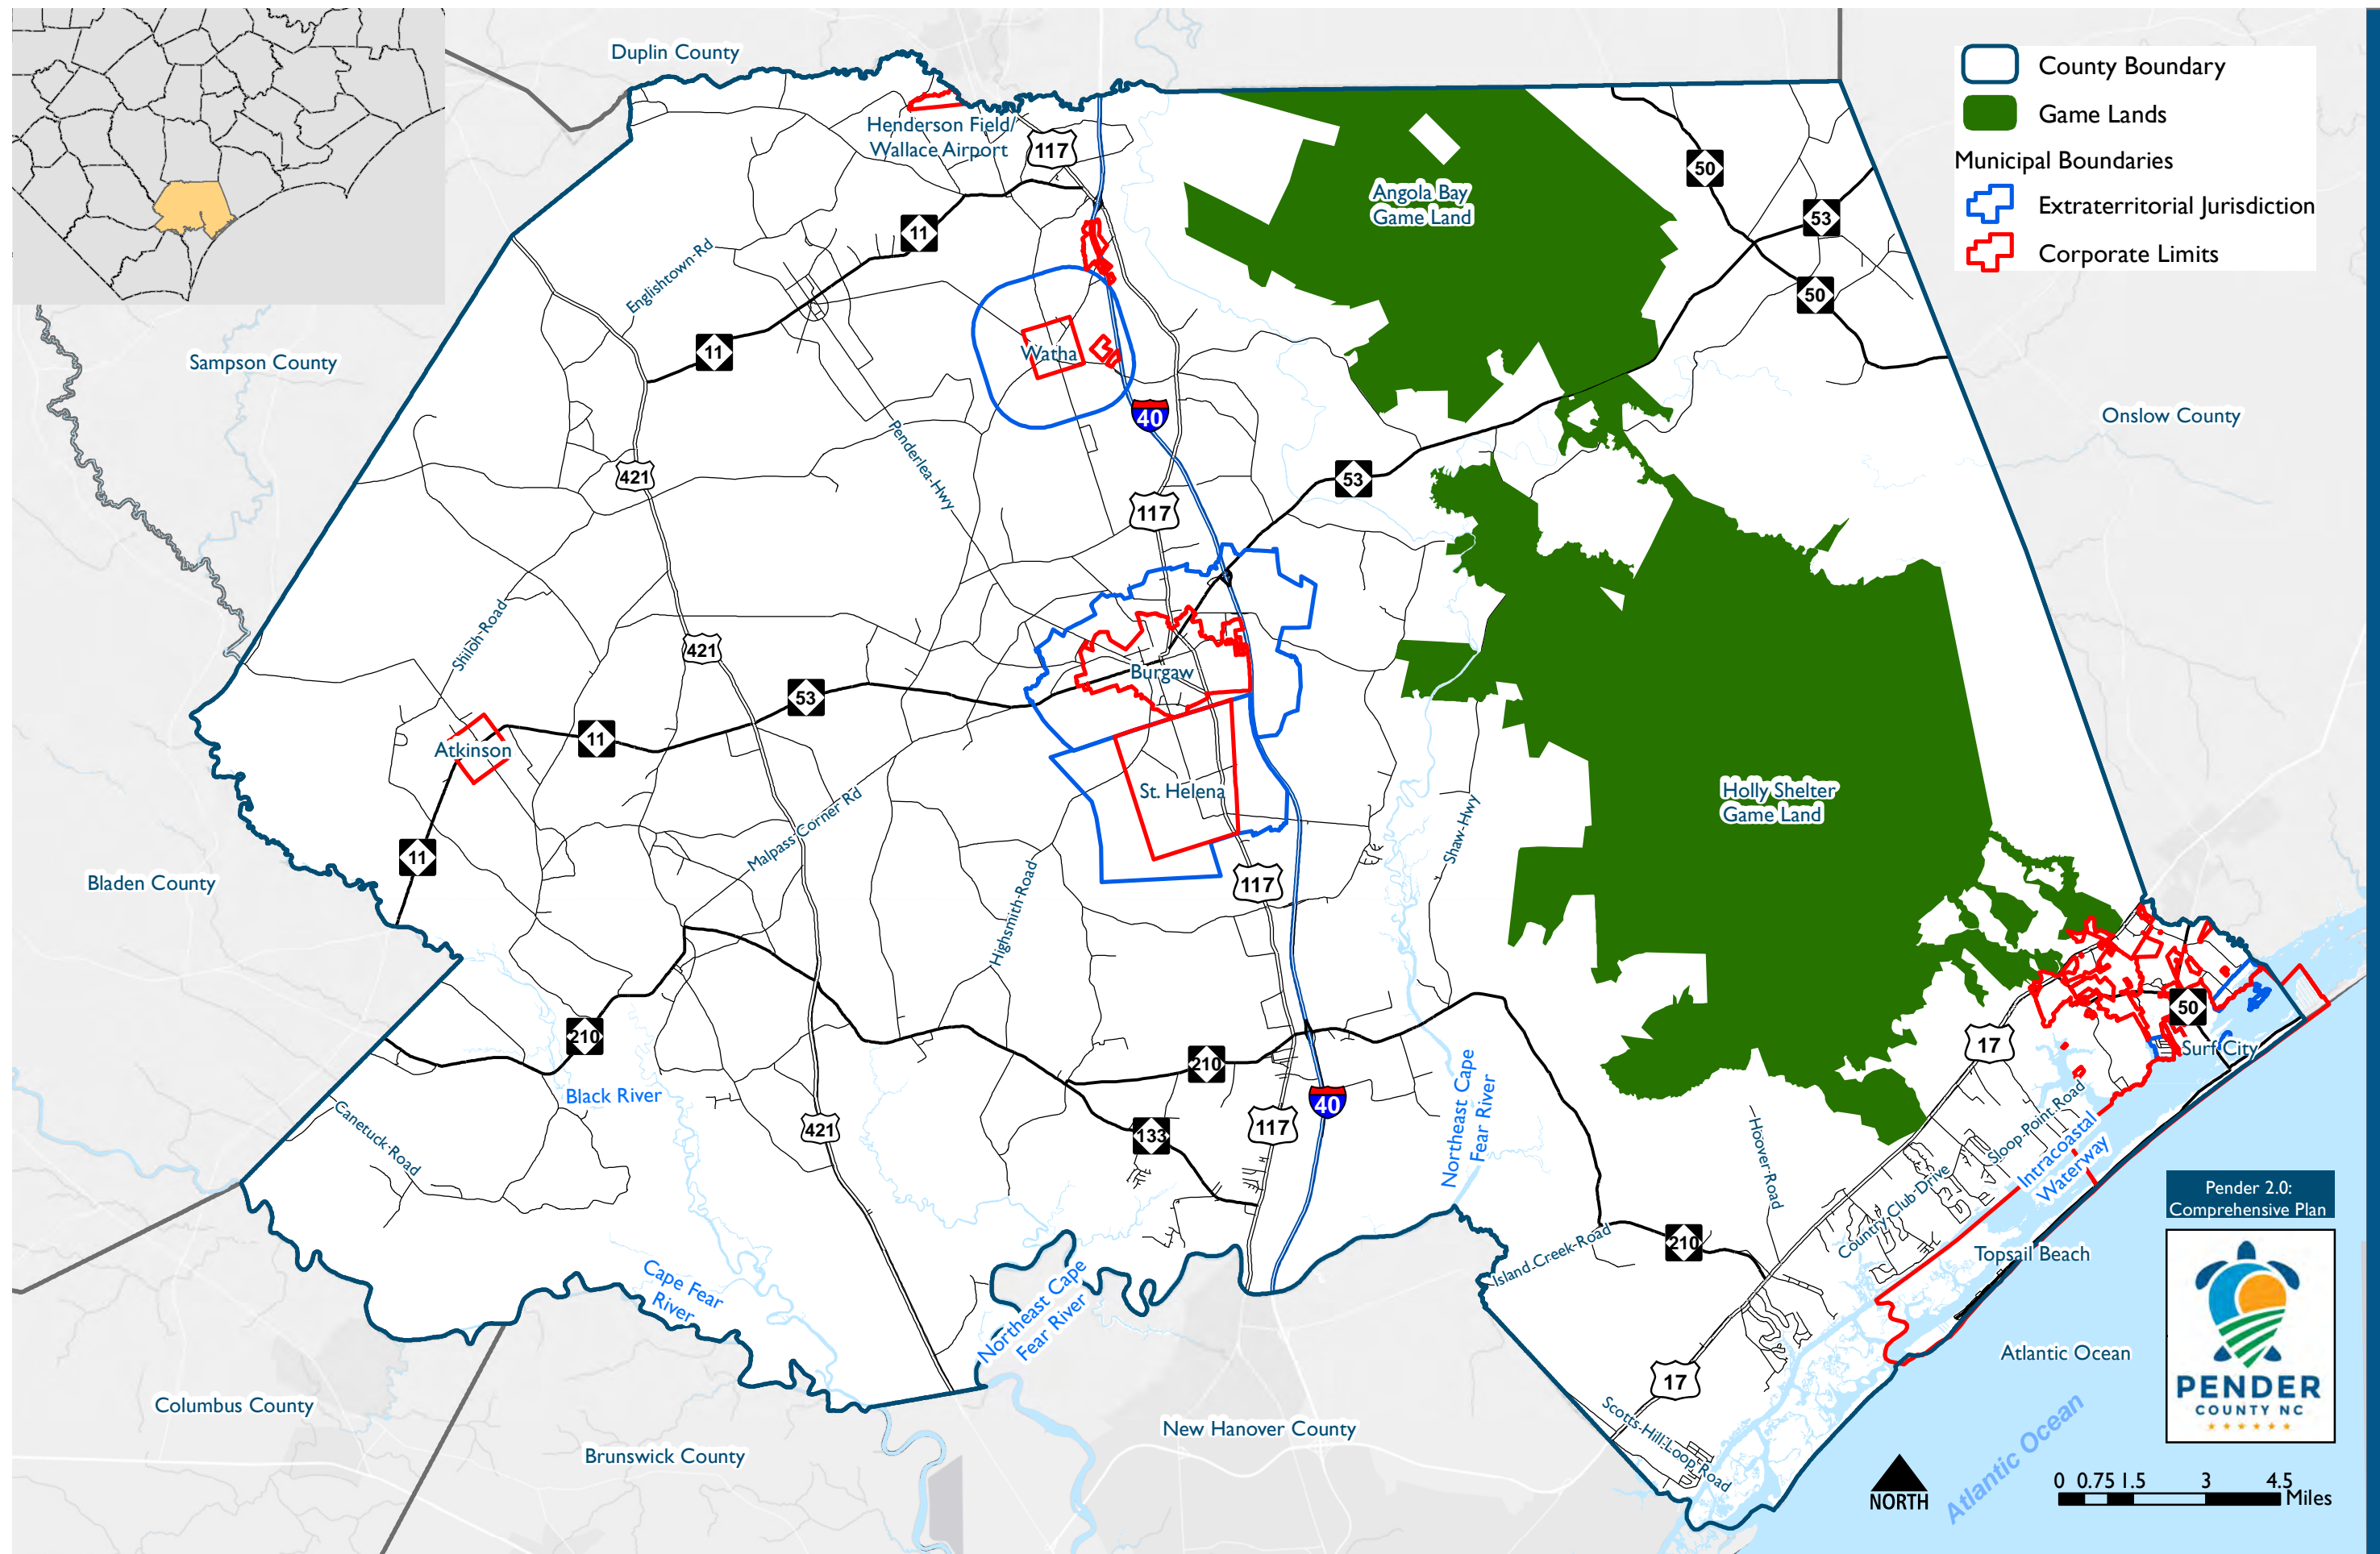 Duplin County
County Boundary
Game Lands
Municipal Boundaries
Extraterritorial Jurisdiction
Corporate Limits
Henderson Field/
Wallace Airport
117
50
Angola Bay
Game Land
53
11
Englishtown-Rd
50
Sampson County
11
Watha
40
Onslow County
Penderlea-Hwy
421
53
117
Shiloh-Road
421
Burgaw
53
11
Atkinson
St. Helena
Holly Shelter
Game Land
Malpass Corner Rd
Shaw-Hwy
11
Bladen County
117
Highsmith-Road
50
210
17
Surf City
210
Black River
40
Northeast Cape
Fear River
Canetuck-Road
421
133
117
Hoover-Road
Sloop-Point Road
Intracoastal
Waterway
Country Club-Drive
Pender 2.0:
Comprehensive Plan
Island Creek-Road
210
Topsail Beach
Cape Fear
River
Northeast Cape
Fear River
Atlantic Ocean
17
PENDER
COUNTY NC
Columbus County
Scotts-Hill-Loop-Road
New Hanover County
Brunswick County
Atlantic Ocean
NORTH
0 0.75 1.5 3 4.5
Miles